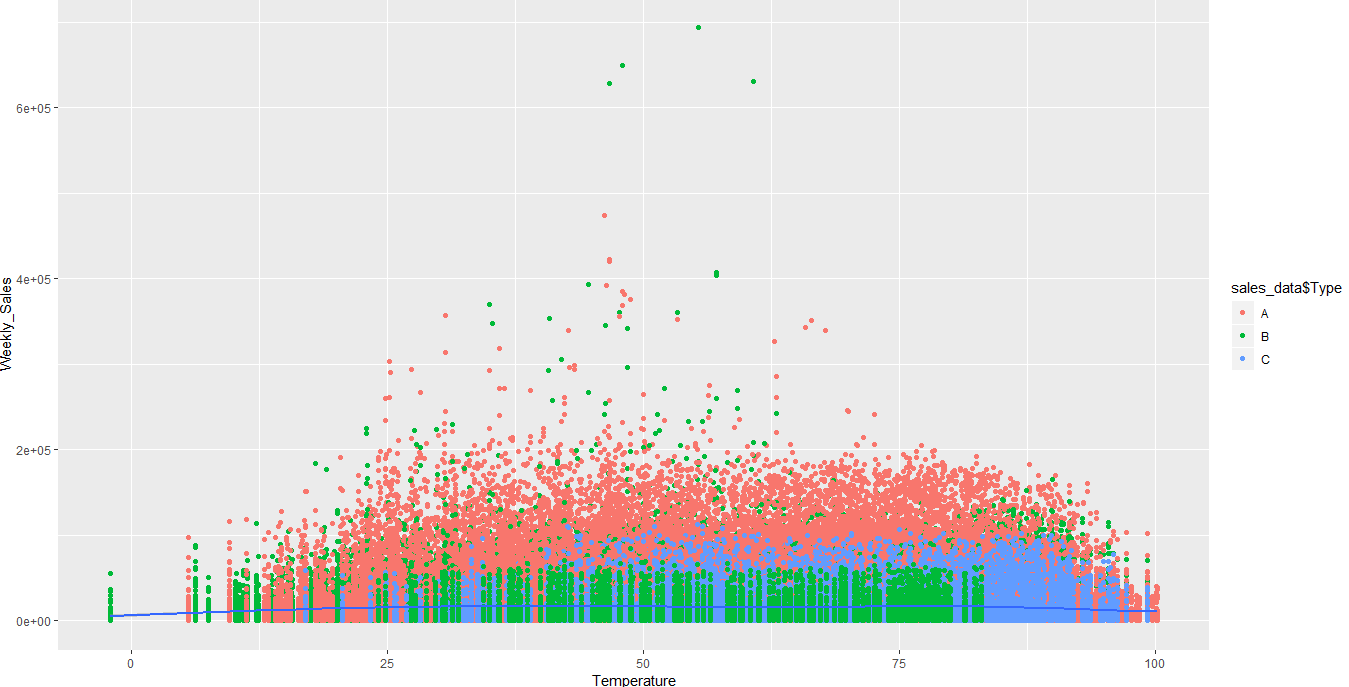 6e+05
4e+05
2e+05
0e+00
Weekly_Sales
0
25
50
75
100
Temperature
sales_data$Type
A
B
C